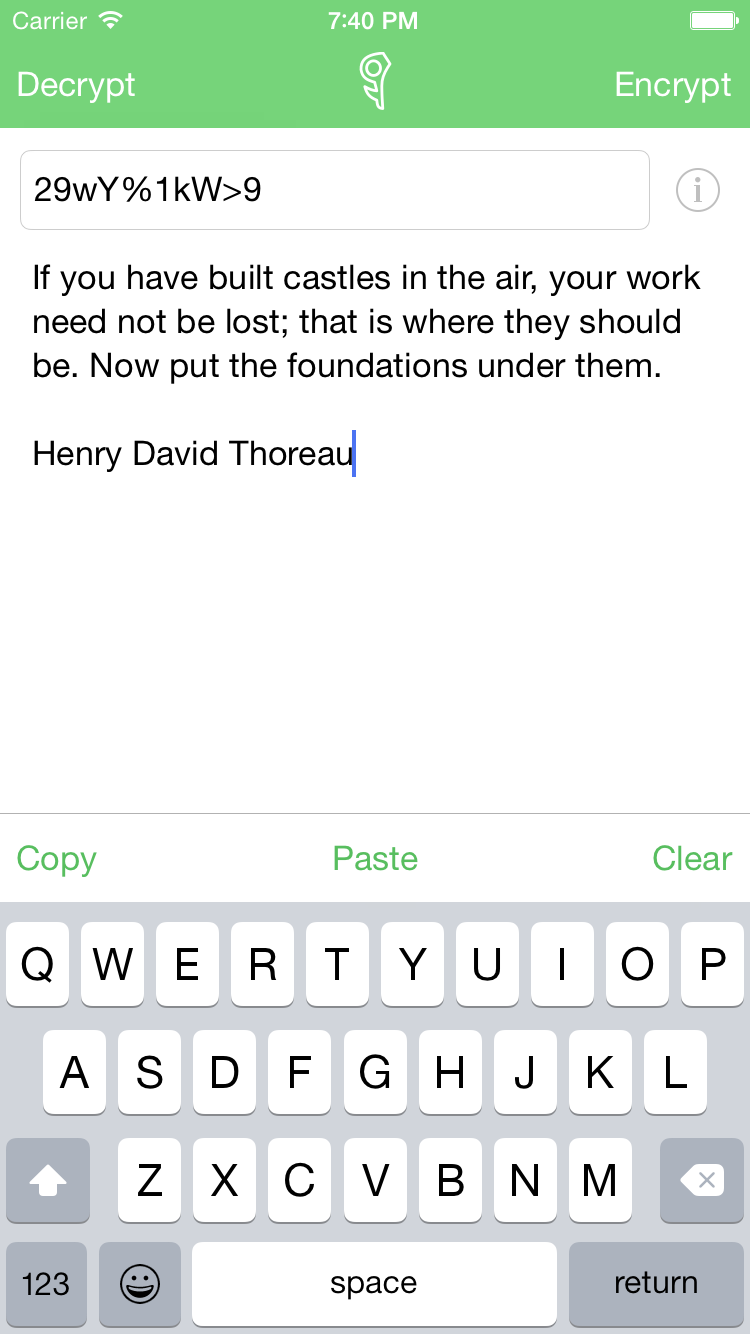 Carrier 7:40 PM
Decrypt Encrypt
29wY%1kW>9 i
If you have built castles in the air, your work
need not be lost; that is where they should
be. Now put the foundations under them.
Henry David Thoreau
Copy Paste Clear
Q W E R T Y U I O P
A S D F G H J K L
Z X C V B N M
123 space return